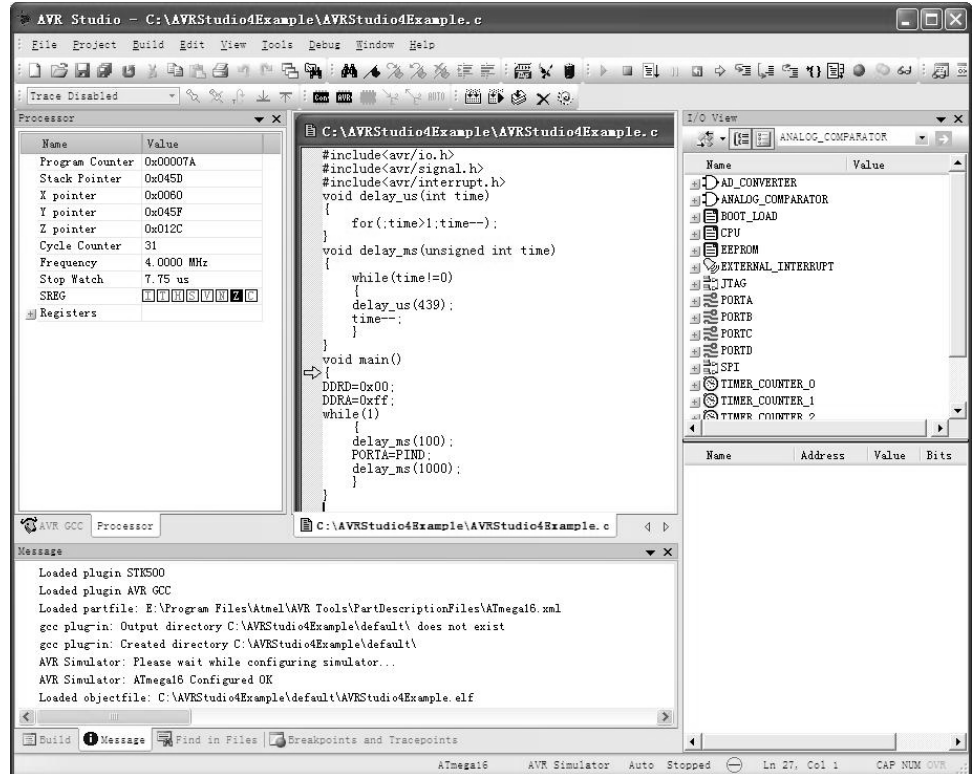 AVR Studio - C:\AVRStudio4Example\AVRStudio4Example.c
File Project Build Edit View Tools Debug Window Help
Trace Disabled
Con AVR AUTO
Processor
Name Value
Program Counter 0x00007A
Stack Pointer 0x045D
X pointer 0x0060
Y pointer 0x045F
Z pointer 0x012C
Cycle Counter 31
Frequency 4.0000 MHz
Stop Watch 7.75 us
SREG I T H S V N Z C
Registers
AVR GCC Processor
C:\AVRStudio4Example\AVRStudio4Example.c
#include<avr/io.h>
#include<avr/signal.h>
#include<avr/interrupt.h>
void delay_us(int time)
{
for(;time>1;time--);
}
void delay_ms(unsigned int time)
{
while(time!=0)
{
delay_us(439);
time--;
}
}
void main()
{
DDRD=0x00;
DDRA=0xff;
while(1)
{
delay_ms(100);
PORTA=PIND;
delay_ms(1000);
}
}
C:\AVRStudio4Example\AVRStudio4Example.c
I/O View
ANALOG_COMPARATOR
Name Value
AD_CONVERTER
ANALOG_COMPARATOR
BOOT_LOAD
CPU
EEPROM
EXTERNAL_INTERRUPT
JTAG
PORTA
PORTB
PORTC
PORTD
SPI
TIMER_COUNTER_0
TIMER_COUNTER_1
TIMER_COUNTER_2
Name Address Value Bits
Message
Loaded plugin STK500
Loaded plugin AVR GCC
Loaded partfile: E:\Program Files\Atmel\AVR Tools\PartDescriptionFiles\ATmega16.xml
gcc plug-in: Output directory C:\AVRStudio4Example\default\ does not exist
gcc plug-in: Created directory C:\AVRStudio4Example\default\
AVR Simulator: Please wait while configuring simulator...
AVR Simulator: ATmega16 Configured OK
Loaded objectfile: C:\AVRStudio4Example\default\AVRStudio4Example.elf
Build Message Find in Files Breakpoints and Tracepoints
ATmega16 AVR Simulator Auto Stopped Ln 27, Col 1 CAP NUM OVR